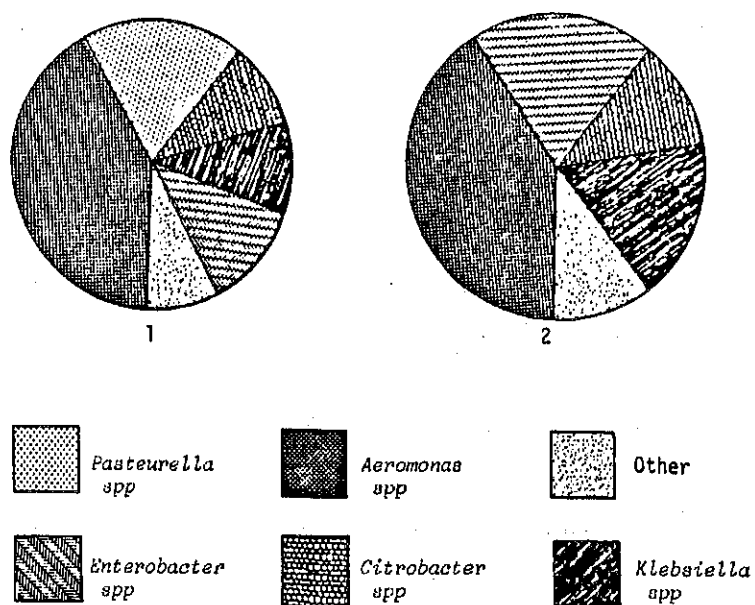 1
2
Pasteurella
spp
Aeromonas
spp
Other
Enterobacter
spp
Citrobacter
spp
Klebsiella
spp